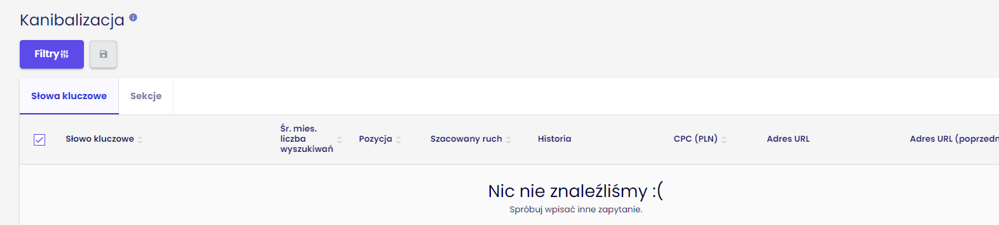 Kanibalizacja
Filtry
Słowa kluczowe
Sekcje
Słowo kluczowe
Śr. mies.
liczba
wyszukiwań
Pozycja
Szacowany ruch
Historia
CPC (PLN)
Adres URL
Adres URL
Nic nie znaleźliśmy :(
Spróbuj wpisać inne zapytanie.